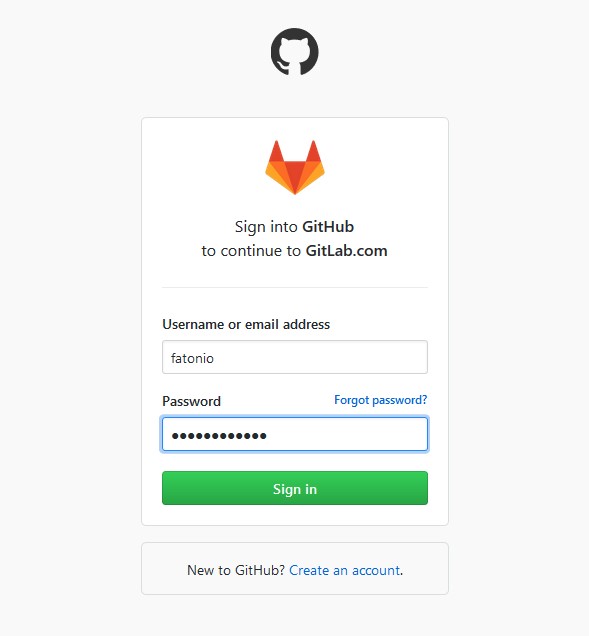 Sign into GitHub
to continue to GitLab.com
Username or email address
fatonio
Password Forgot password?
●●●●●●●●●●●●
Sign in
New to GitHub? Create an account.